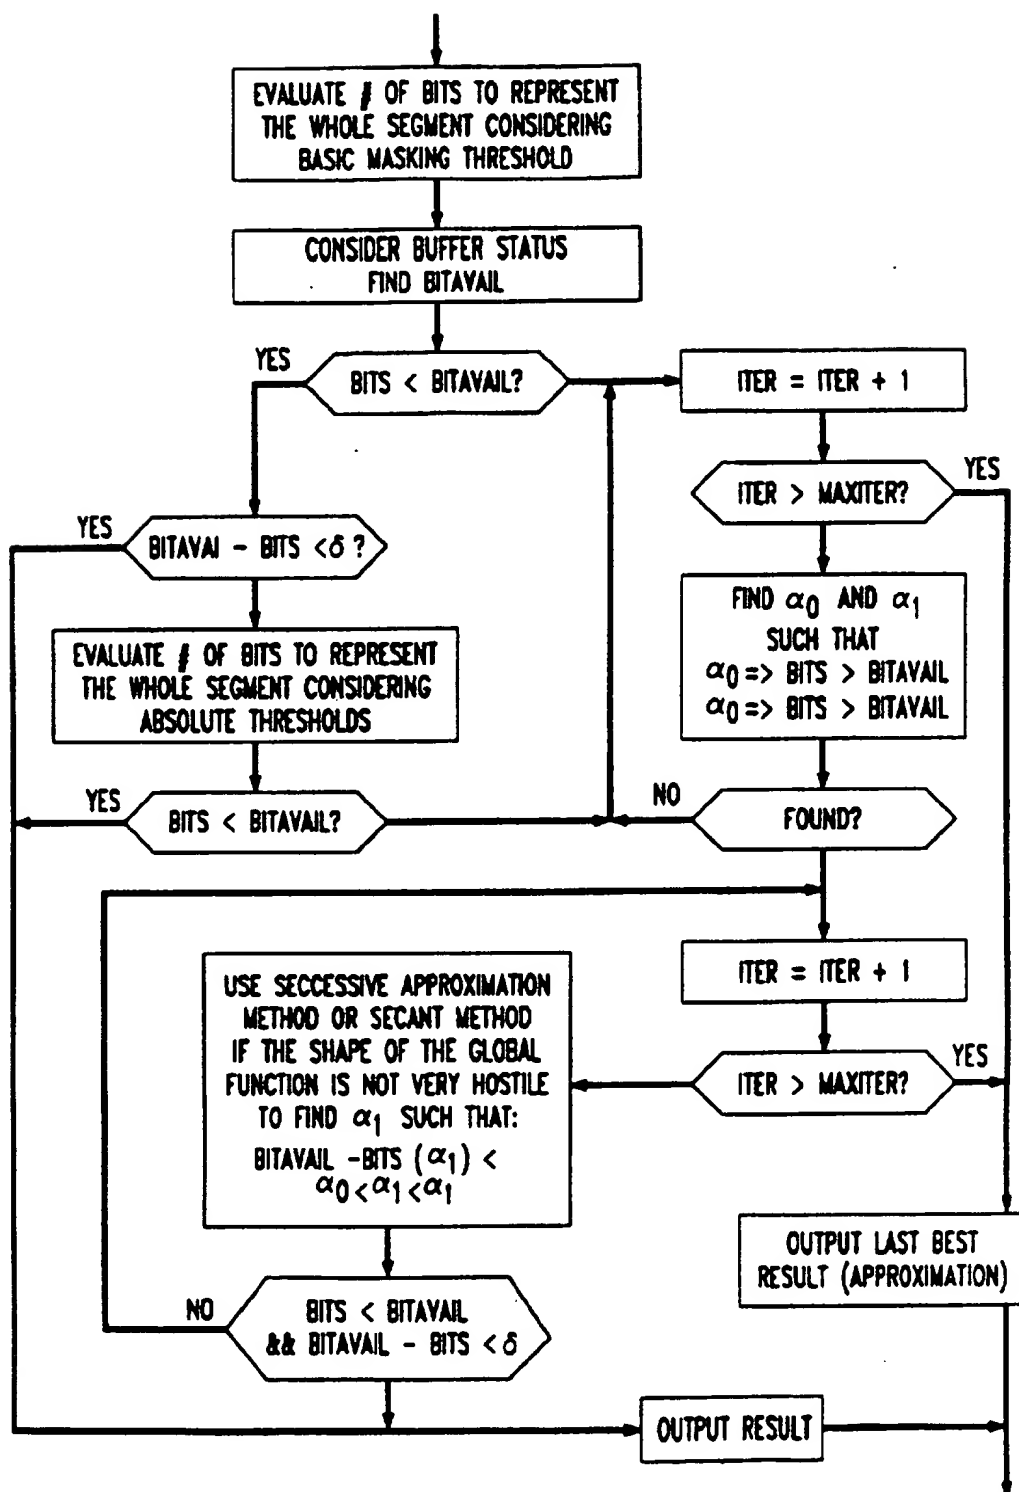 EVALUATE # OF BITS TO REPRESENT
THE WHOLE SEGMENT CONSIDERING
BASIC MASKING THRESHOLD
CONSIDER BUFFER STATUS
FIND BITAVAIL
YES
BITS < BITAVAIL?
ITER = ITER + 1
ITER > MAXITER?
YES
YES
BITAVAI - BITS < δ ?
FIND α0 AND α1
SUCH THAT
α0 => BITS > BITAVAIL
α0 => BITS > BITAVAIL
EVALUATE # OF BITS TO REPRESENT
THE WHOLE SEGMENT CONSIDERING
ABSOLUTE THRESHOLDS
YES
BITS < BITAVAIL?
NO
FOUND?
ITER = ITER + 1
USE SECCESSIVE APPROXIMATION
METHOD OR SECANT METHOD
IF THE SHAPE OF THE GLOBAL
FUNCTION IS NOT VERY HOSTILE
TO FIND α1 SUCH THAT:
BITAVAIL -BITS (α1) <
α0 < α1 < α1
ITER > MAXITER?
YES
OUTPUT LAST BEST
RESULT (APPROXIMATION)
NO
BITS < BITAVAIL
&& BITAVAIL - BITS < δ
OUTPUT RESULT